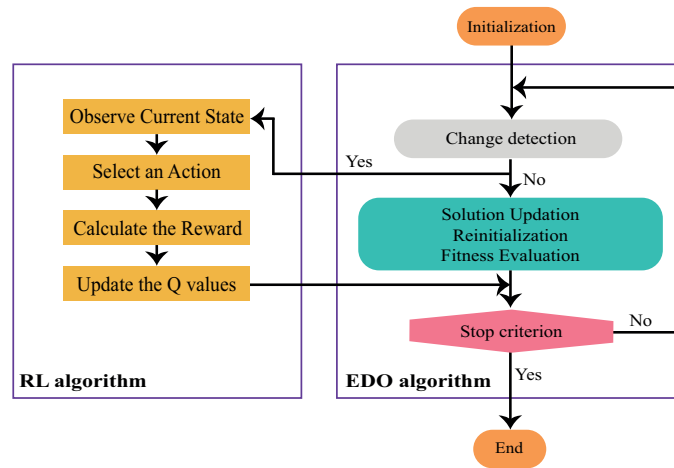 Initialization
Observe Current State
Select an Action
Calculate the Reward
Update the Q values
RL algorithm
Change detection
Yes
No
Solution Updation
Reinitialization
Fitness Evaluation
Stop criterion
No
Yes
EDO algorithm
End